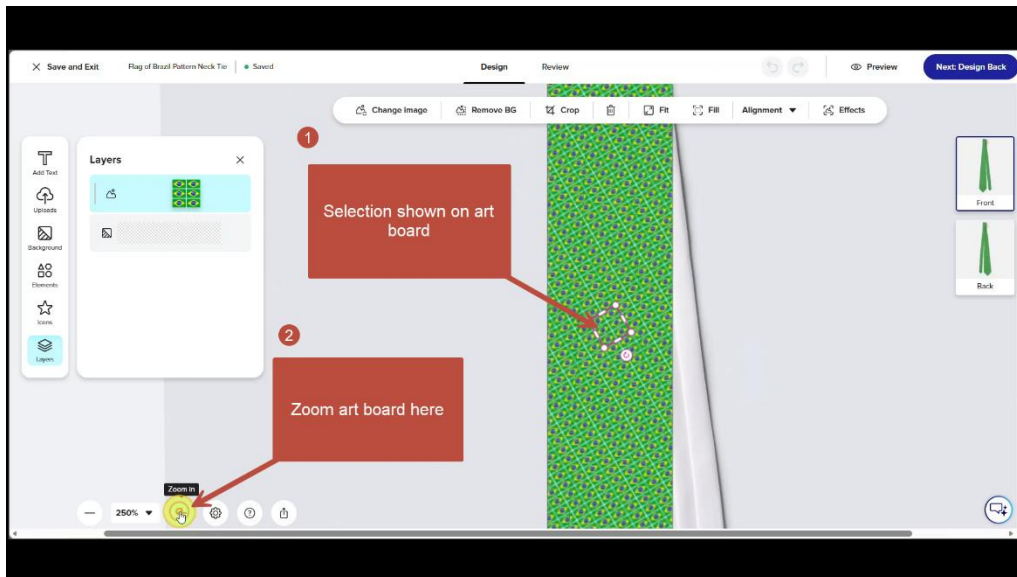 Save and Exit
Flag of Brazil Pattern Neck Tie
Saved
Design
Review
Preview
Next: Design Back
Change image
Remove BG
Crop
Fit
Fill
Alignment
Effects
1
Add Text
Uploads
Background
Elements
Icons
Layers
Layers
Selection shown on art
board
Front
Back
2
Zoom art board here
Zoom in
250%